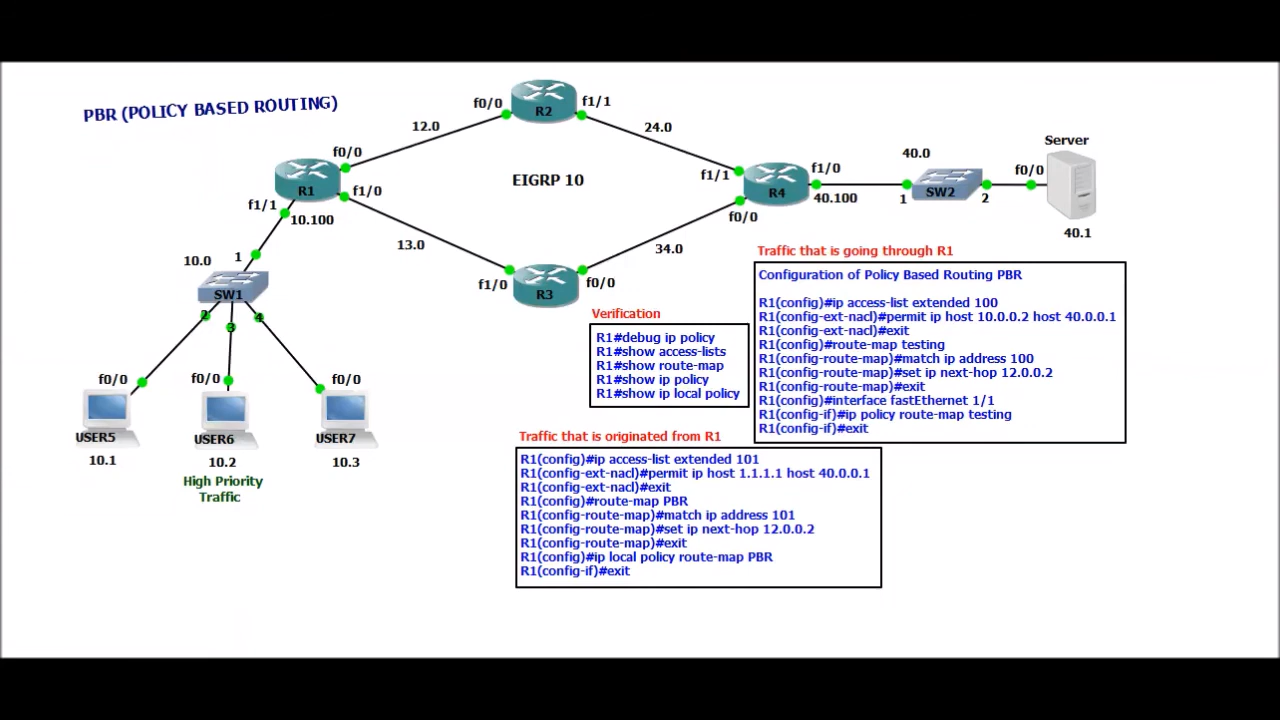 PBR (POLICY BASED ROUTING)
f0/0
R2
f1/1
12.0
24.0
f0/0
R1
f1/0
f1/1
10.100
EIGRP 10
f1/1
R4
f1/0
f0/0
40.100
40.0
1
SW2
2
Server
f0/0
40.1
13.0
34.0
f1/0
R3
f0/0
10.0
1
SW1
2
3
4
f0/0
f0/0
f0/0
USER5
USER6
USER7
10.1
10.2
10.3
High Priority
Traffic
Traffic that is going through R1
Configuration of Policy Based Routing PBR
R1(config)#ip access-list extended 100
R1(config-ext-nacl)#permit ip host 10.0.0.2 host 40.0.0.1
R1(config-ext-nacl)#exit
R1(config)#route-map testing
R1(config-route-map)#match ip address 100
R1(config-route-map)#set ip next-hop 12.0.0.2
R1(config-route-map)#exit
R1(config)#interface fastEthernet 1/1
R1(config-if)#ip policy route-map testing
R1(config-if)#exit
Verification
R1#debug ip policy
R1#show access-lists
R1#show route-map
R1#show ip policy
R1#show ip local policy
Traffic that is originated from R1
R1(config)#ip access-list extended 101
R1(config-ext-nacl)#permit ip host 1.1.1.1 host 40.0.0.1
R1(config-ext-nacl)#exit
R1(config)#route-map PBR
R1(config-route-map)#match ip address 101
R1(config-route-map)#set ip next-hop 12.0.0.2
R1(config-route-map)#exit
R1(config)#ip local policy route-map PBR
R1(config-if)#exit